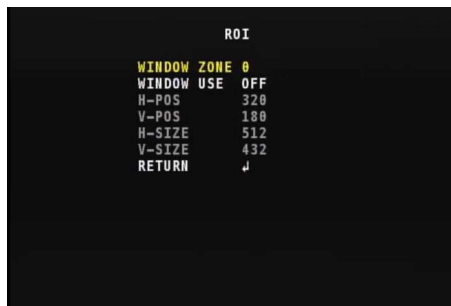 ROI
WINDOW ZONE 0
WINDOW USE OFF
H-POS 320
V-POS 180
H-SIZE 512
V-SIZE 432
RETURN ↲